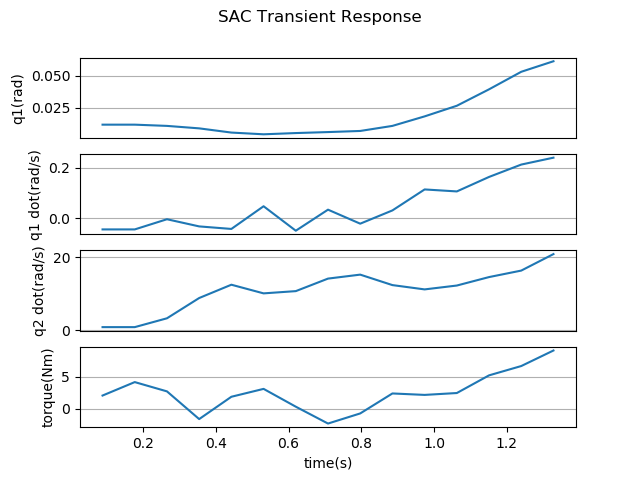 SAC Transient Response
q1(rad)
0.050
0.025
q1 dot(rad/s)
0.2
0.0
q2 dot(rad/s)
20
0
torque(Nm)
5
0
0.2 0.4 0.6 0.8 1.0 1.2
time(s)